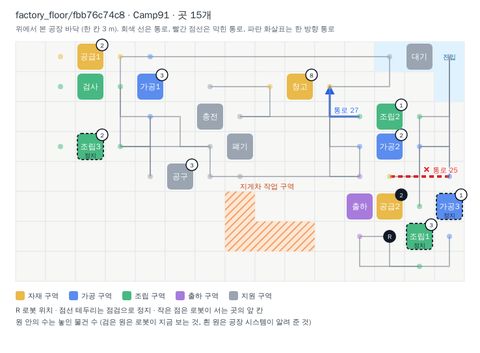 factory_floor/fbb76c74c8 · Camp91 · 곳 15개
위에서 본 공장 바닥 (한 칸 3 m). 회색 선은 통로, 빨간 점선은 막힌 통로, 파란 화살표는 한 방향 통로
공급1 2
대기
진입
검사
가공1 3
창고 8
통로 27
충전
조립2 1
조립3 2
폐기
가공2 2
공구 3
✖ 통로 25
지게차 작업 구역
출하
공급2 2
가공3 1
R
조립1 3
자재 구역
가공 구역
조립 구역
출하 구역
지원 구역
R 로봇 위치 · 점선 테두리는 점검으로 정지 · 작은 점은 로봇이 서는 곳의 앞 칸
원 안의 수는 놓인 물건 수 (검은 원은 로봇이 지금 보는 것, 흰 원은 공장 시스템이 알려 준 것)